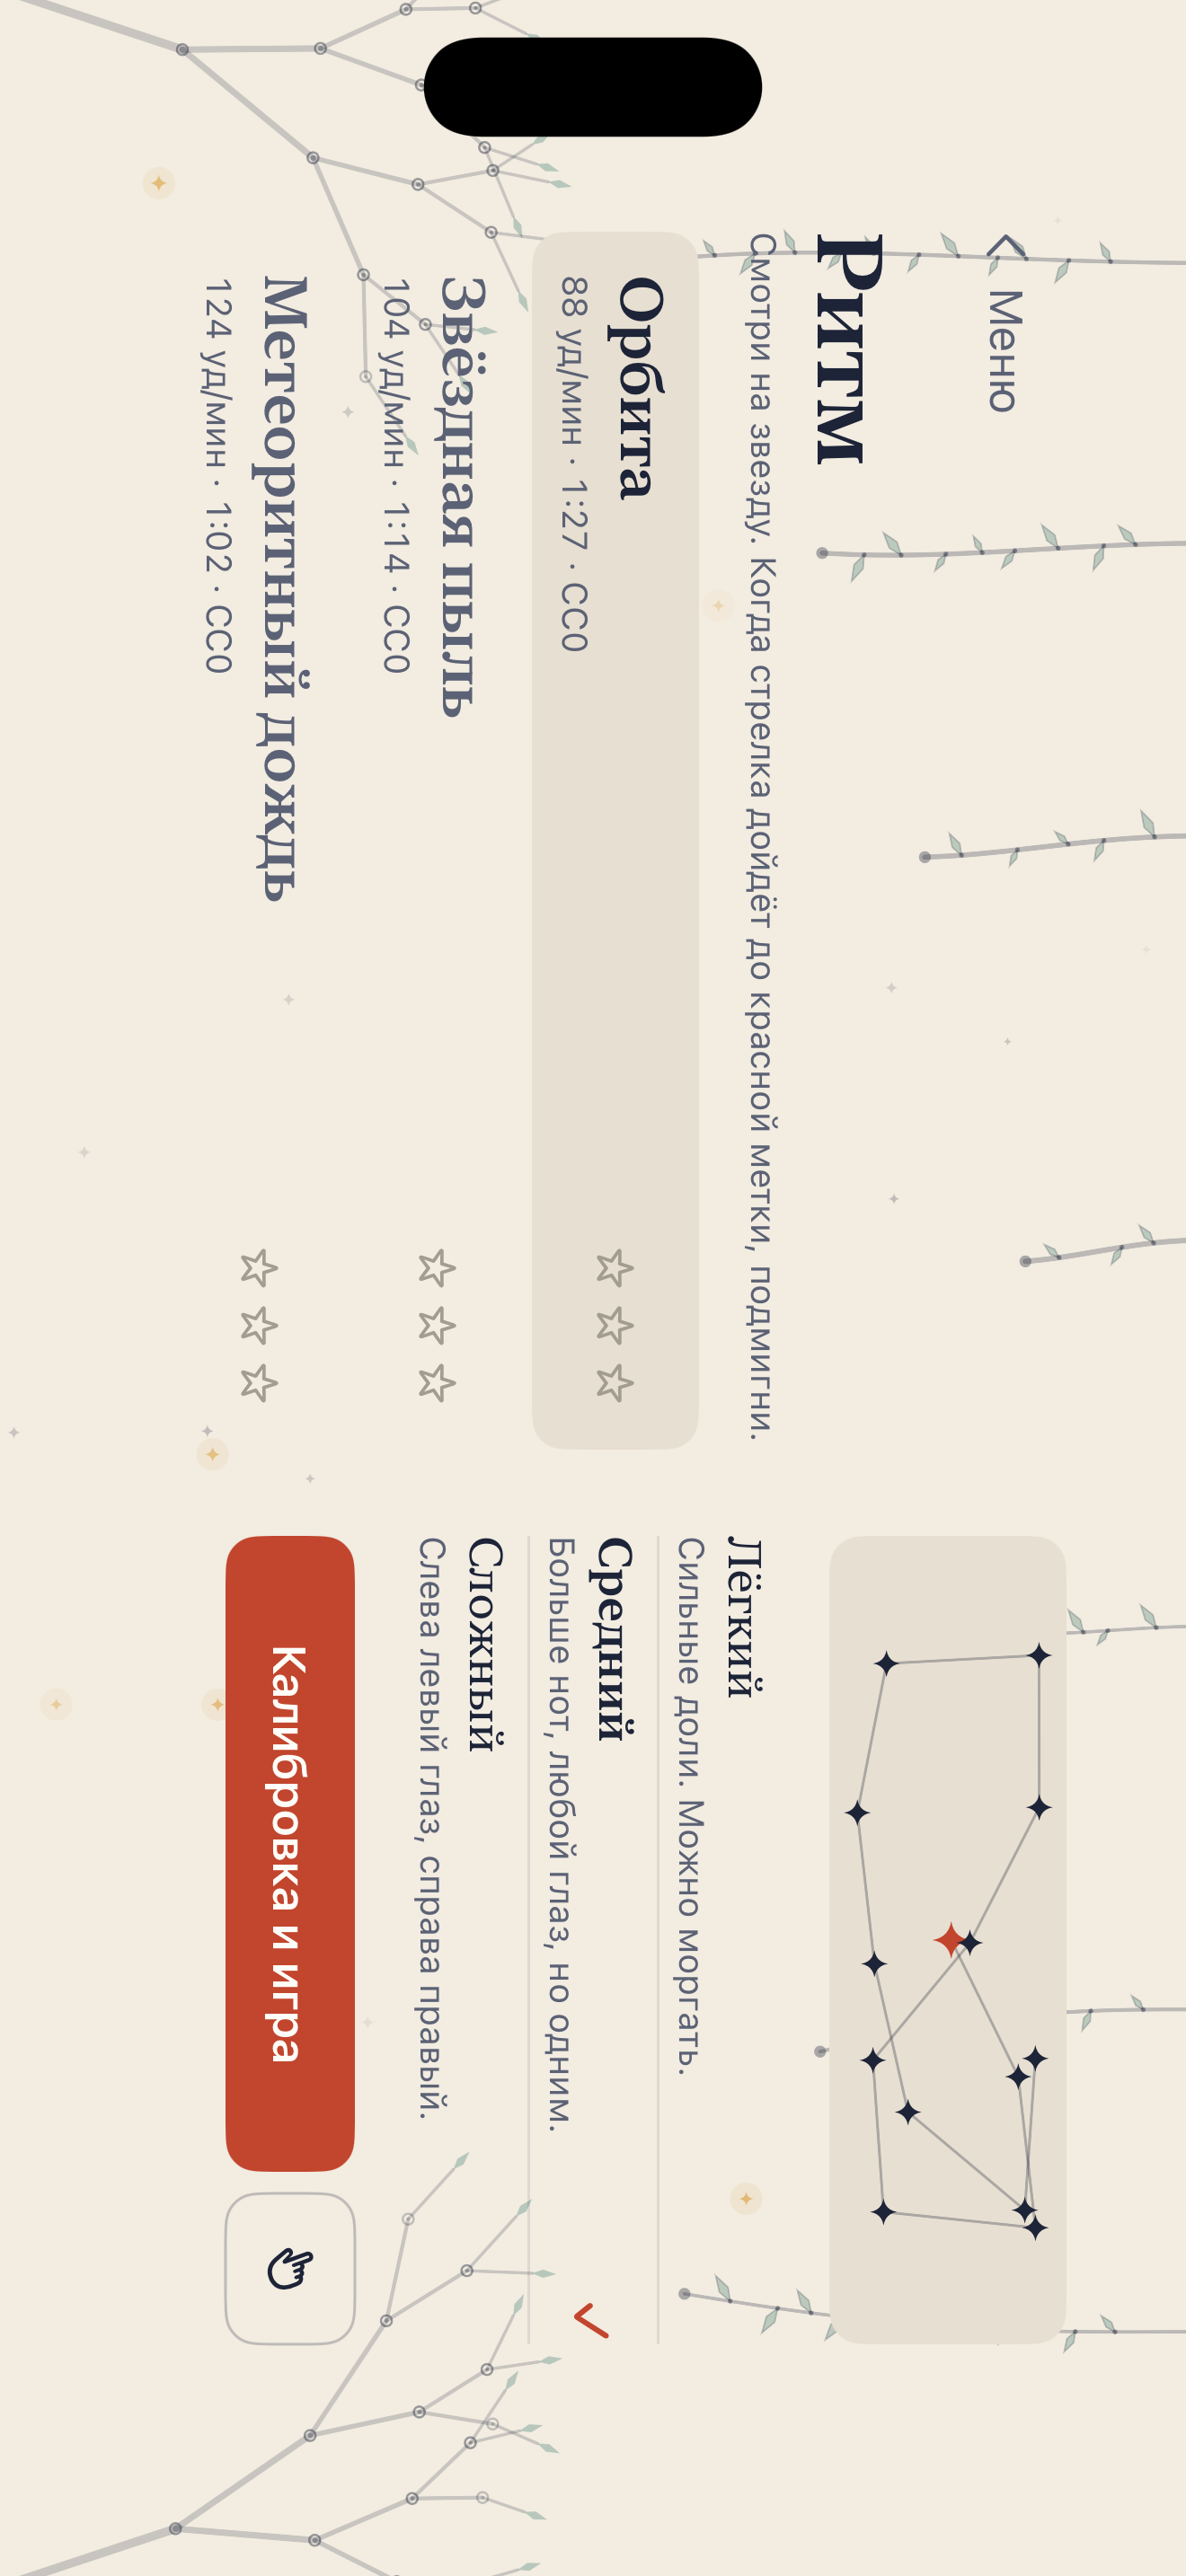 Меню
Ритм
Смотри на звезду. Когда стрелка дойдёт до красной метки, подмигни.
Орбита
88 уд/мин · 1:27 · CC0
Звёздная пыль
104 уд/мин · 1:14 · CC0
Метеоритный дождь
124 уд/мин · 1:02 · CC0
Лёгкий
Сильные доли. Можно моргать.
Средний
Больше нот, любой глаз, но одним.
Сложный
Слева левый глаз, справа правый.
Калибровка и игра